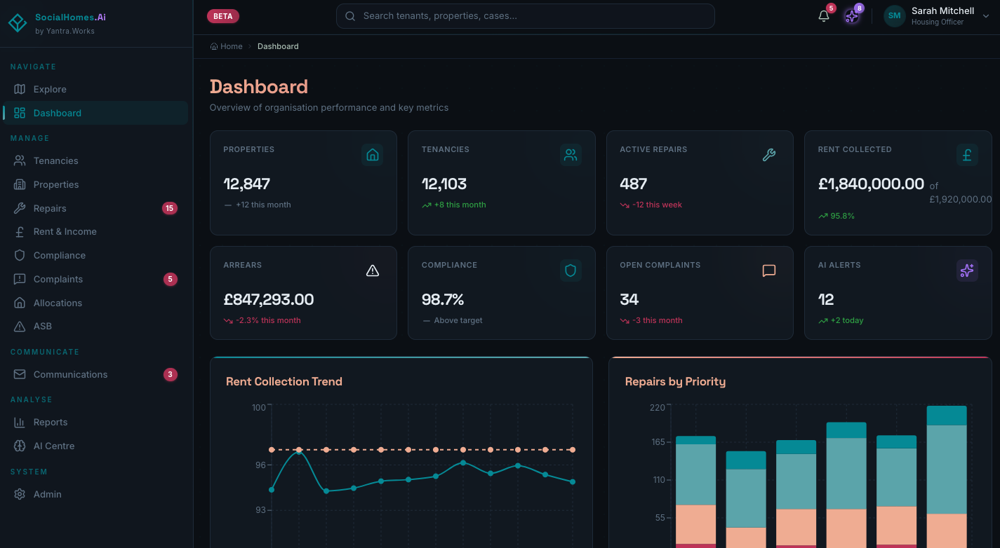 SocialHomes.Ai
by Yantra.Works
NAVIGATE
Explore
Dashboard
MANAGE
Tenancies
Properties
Repairs 15
Rent & Income
Compliance
Complaints 5
Allocations
ASB
COMMUNICATE
Communications 3
ANALYSE
Reports
AI Centre
SYSTEM
Admin
BETA
Search tenants, properties, cases...
5
8
SM
Sarah Mitchell
Housing Officer
Home
Dashboard
Dashboard
Overview of organisation performance and key metrics
PROPERTIES
12,847
+12 this month
TENANCIES
12,103
+8 this month
ACTIVE REPAIRS
487
-12 this week
RENT COLLECTED
£1,840,000.00 of
£1,920,000.00
95.8%
ARREARS
£847,293.00
-2.3% this month
COMPLIANCE
98.7%
Above target
OPEN COMPLAINTS
34
-3 this month
AI ALERTS
12
+2 today
Rent Collection Trend
100
96
93
Repairs by Priority
220
165
110
55